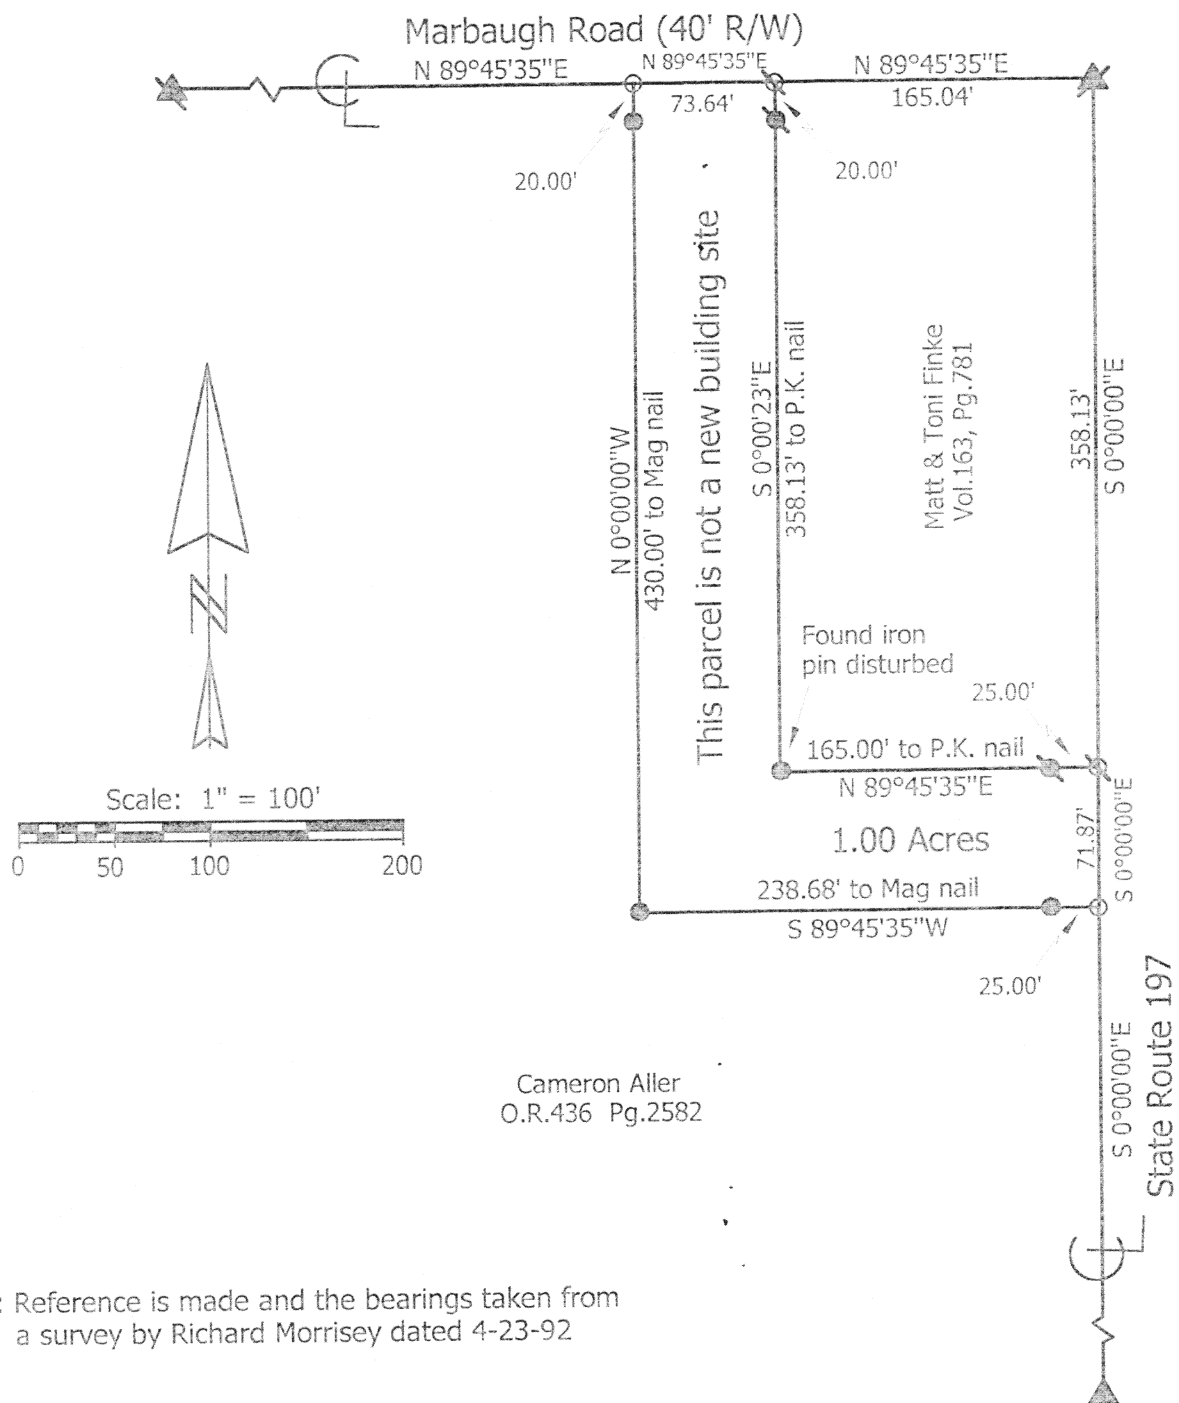 Marbaugh Road (40' R/W)
N 89°45'35"E
N 89°45'35"E
N 89°45'35"E
73.64'
165.04'
20.00'
20.00'
This parcel is not a new building site
N 0°00'00"W
430.00' to Mag nail
S 0°00'23"E
358.13' to P.K. nail
Matt & Toni Finke
Vol.163, Pg.781
358.13'
S 0°00'00"E
N
Found iron
pin disturbed
25.00'
165.00' to P.K. nail
N 89°45'35"E
Scale: 1" = 100'
0 50 100 200
1.00 Acres
71.87'
S 0°00'00"E
238.68' to Mag nail
S 89°45'35"W
25.00'
State Route 197
S 0°00'00"E
Cameron Aller
O.R.436 Pg.2582
: Reference is made and the bearings taken from
a survey by Richard Morrisey dated 4-23-92